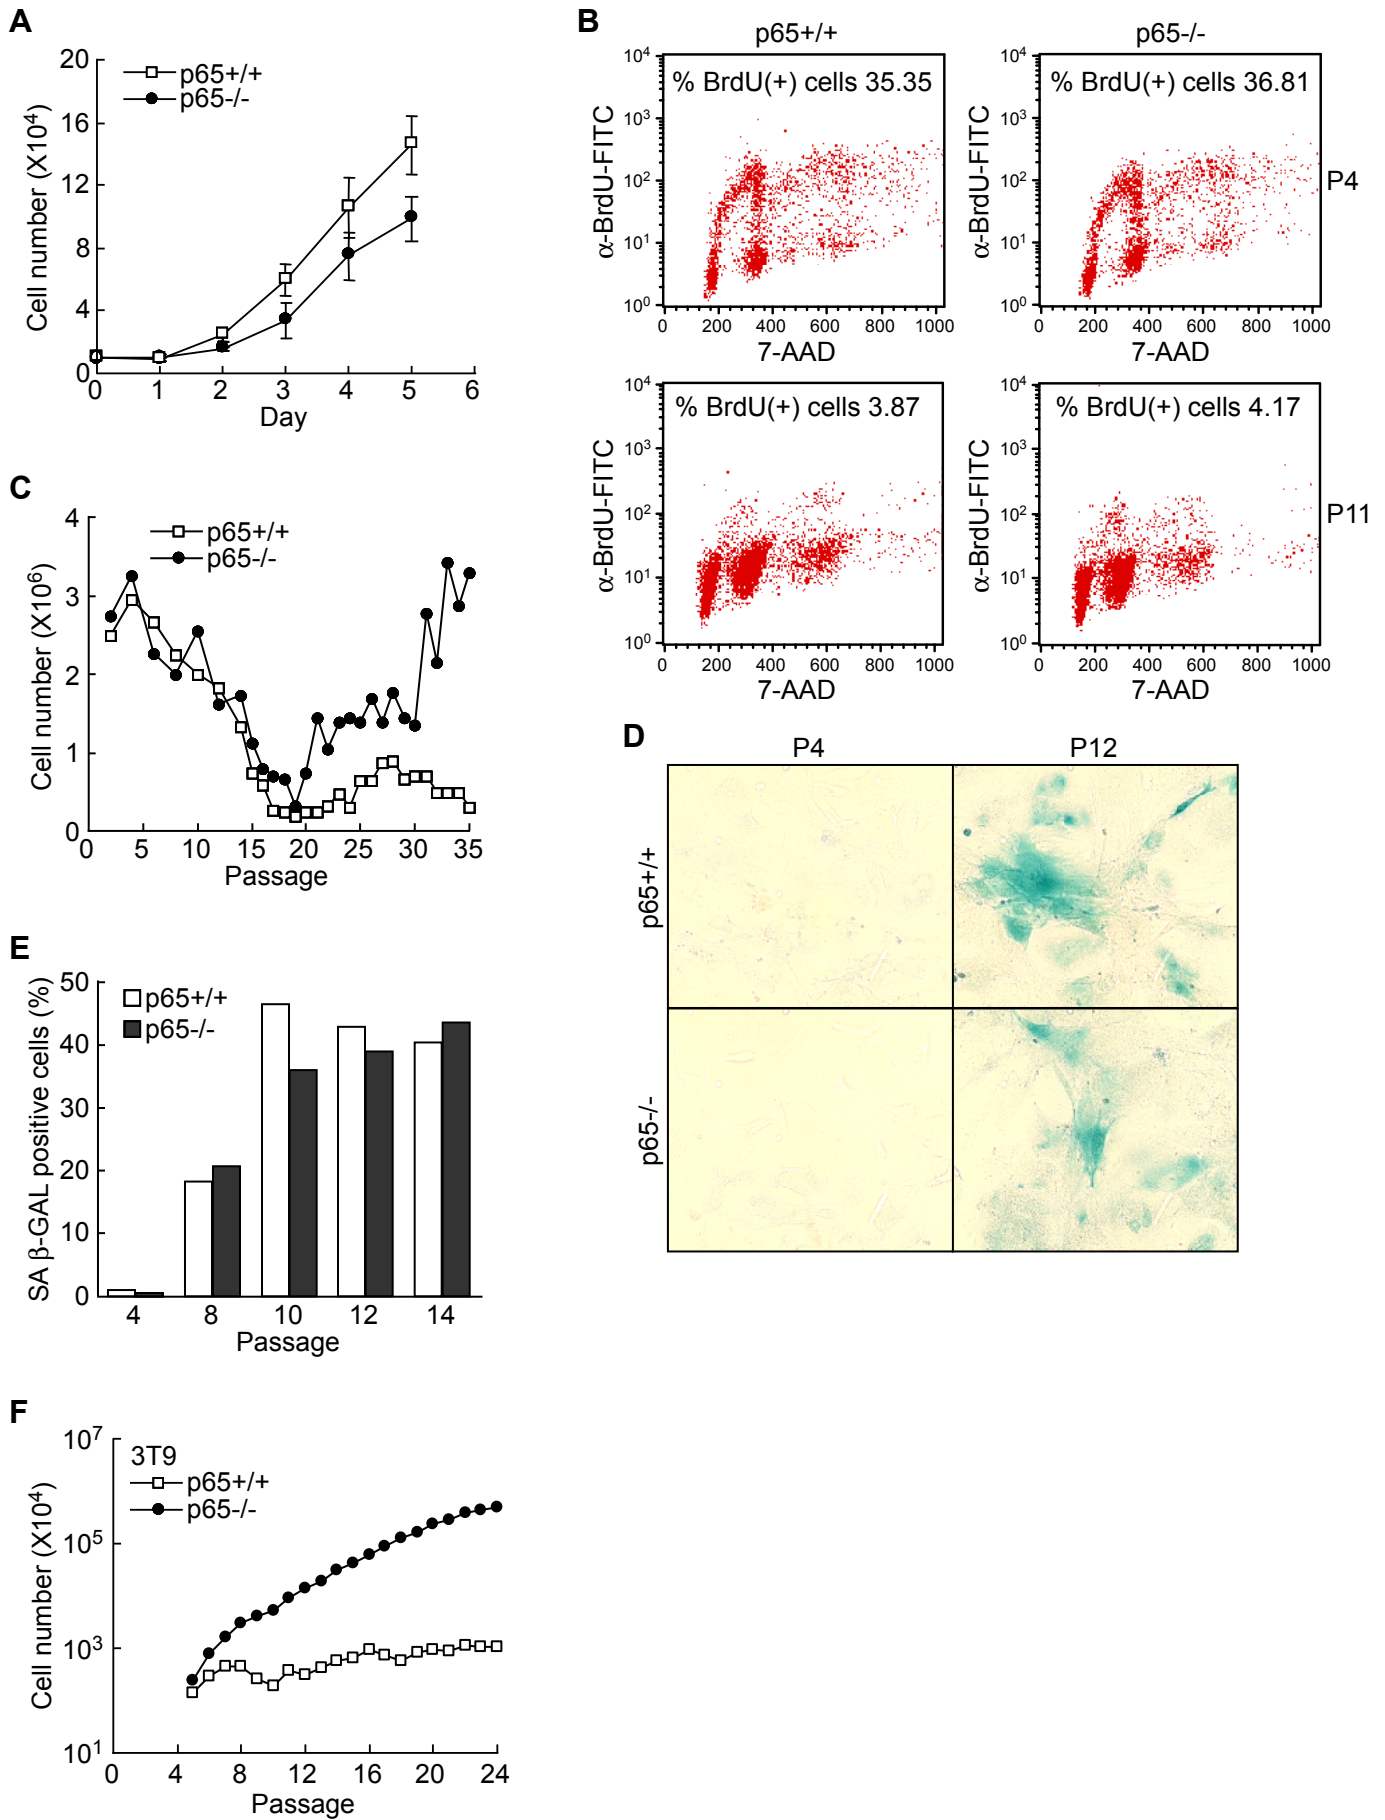 A
20
16
12
8
4
0
Cell number (X10⁴)
p65+/+
p65-/-
0 1 2 3 4 5 6
Day
B
p65+/+
p65-/-
10⁴
10³
10²
10¹
10⁰
α-BrdU-FITC
% BrdU(+) cells 35.35
0 200 400 600 800 1000
7-AAD
10⁴
10³
10²
10¹
10⁰
α-BrdU-FITC
% BrdU(+) cells 36.81
0 200 400 600 800 1000
7-AAD
P4
10⁴
10³
10²
10¹
10⁰
α-BrdU-FITC
% BrdU(+) cells 3.87
0 200 400 600 800 1000
7-AAD
10⁴
10³
10²
10¹
10⁰
α-BrdU-FITC
% BrdU(+) cells 4.17
0 200 400 600 800 1000
7-AAD
P11
C
4
3
2
1
0
Cell number (X10⁶)
p65+/+
p65-/-
0 5 10 15 20 25 30 35
Passage
D
P4 P12
p65+/+
p65-/-
E
50
40
30
20
10
0
SA β-GAL positive cells (%)
p65+/+
p65-/-
4 8 10 12 14
Passage
F
10⁷
10⁵
10³
10¹
Cell number (X10⁴)
3T9
p65+/+
p65-/-
0 4 8 12 16 20 24
Passage